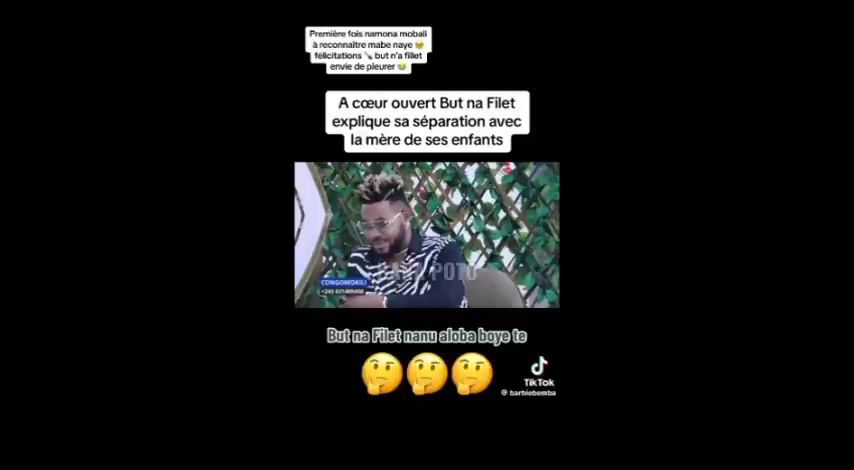 Première fois namona mobali
à reconnaître mabe naye 🥹
félicitations 🍾 but n'a fillet
envie de pleurer 😭
A cœur ouvert But na Filet
explique sa séparation avec
la mère de ses enfants
POTO
CONGOMOKILI
But na Filet nanu aloba boye te
🤔🤔🤔
TikTok
@ barbiebemba